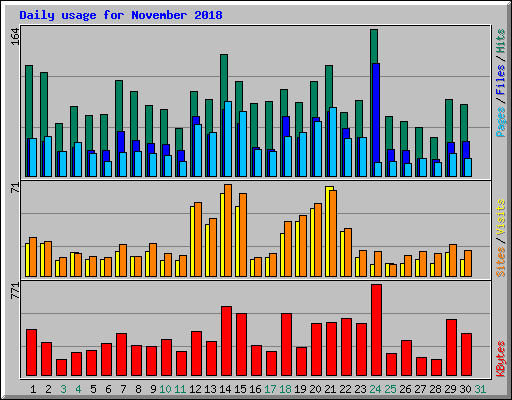 Daily usage for November 2018
164
Pages / Files / Hits
71
Sites / Visits
771
KBytes
1 2 3 4 5 6 7 8 9 10 11 12 13 14 15 16 17 18 19 20 21 22 23 24 25 26 27 28 29 30 31